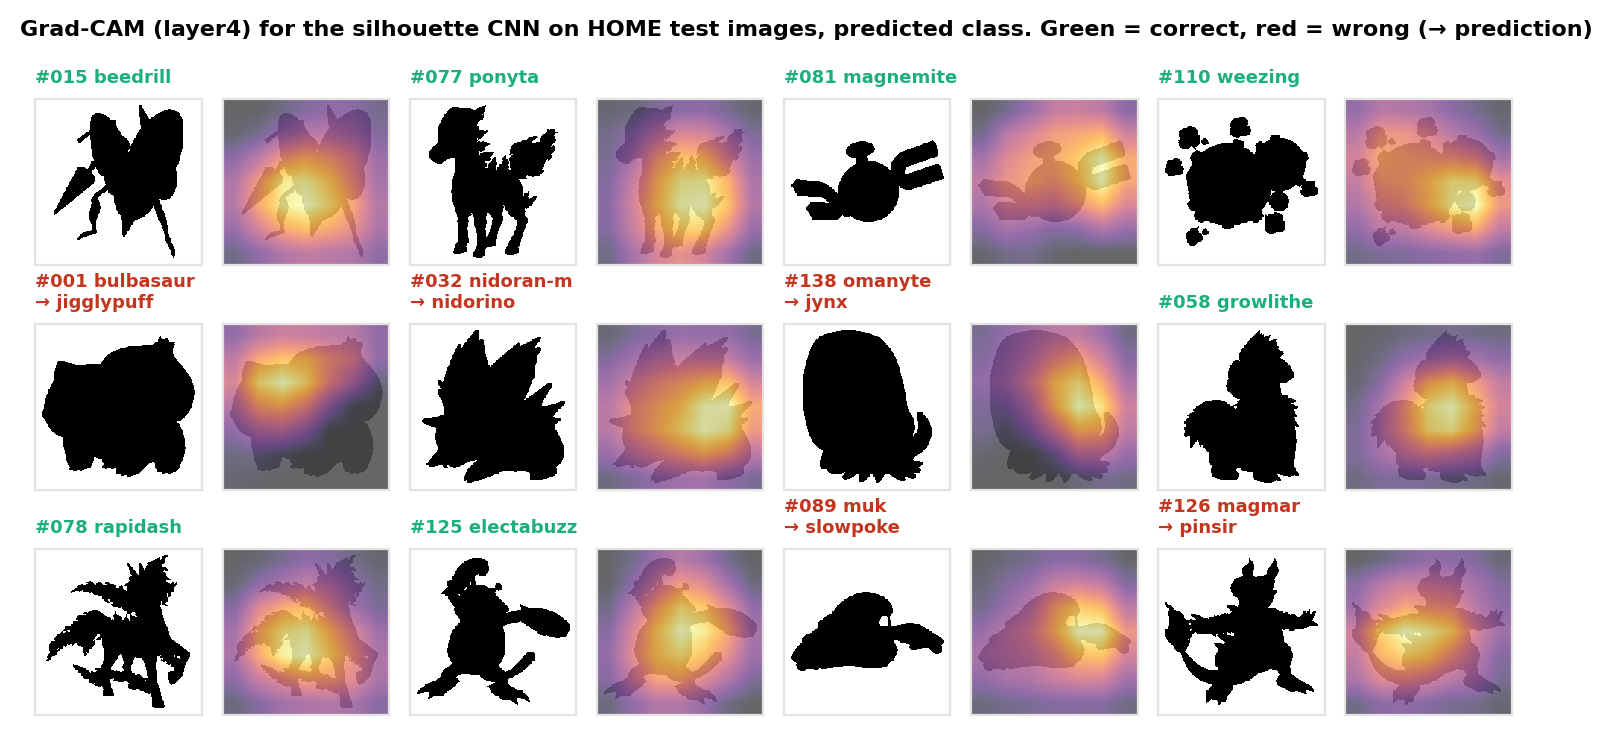 Grad-CAM (layer4) for the silhouette CNN on HOME test images, predicted class. Green = correct, red = wrong (→ prediction)
#015 beedrill
#077 ponyta
#081 magnemite
#110 weezing
#001 bulbasaur
→ jigglypuff
#032 nidoran-m
→ nidorino
#138 omanyte
→ jynx
#058 growlithe
#078 rapidash
#125 electabuzz
#089 muk
→ slowpoke
#126 magmar
→ pinsir